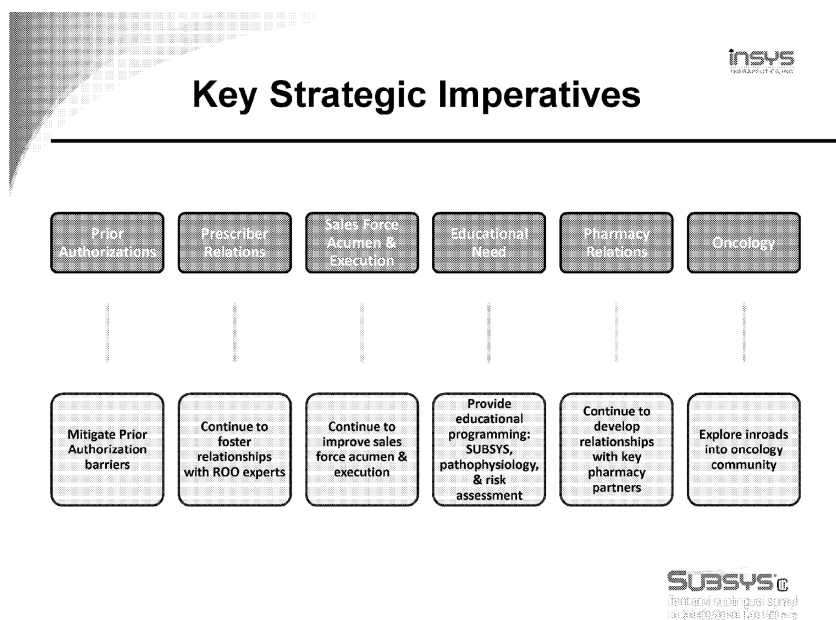 insys
THERAPEUTICS, INC.
Key Strategic Imperatives
Prior
Authorizations
Prescriber
Relations
Sales Force
Acumen &
Execution
Educational
Need
Pharmacy
Relations
Oncology
Mitigate Prior
Authorization
barriers
Continue to
foster
relationships
with ROO experts
Continue to
improve sales
force acumen &
execution
Provide
educational
programming:
SUBSYS,
pathophysiology,
& risk
assessment
Continue to
develop
relationships
with key
pharmacy
partners
Explore inroads
into oncology
community
SUBSYS
fentanyl sublingual spray